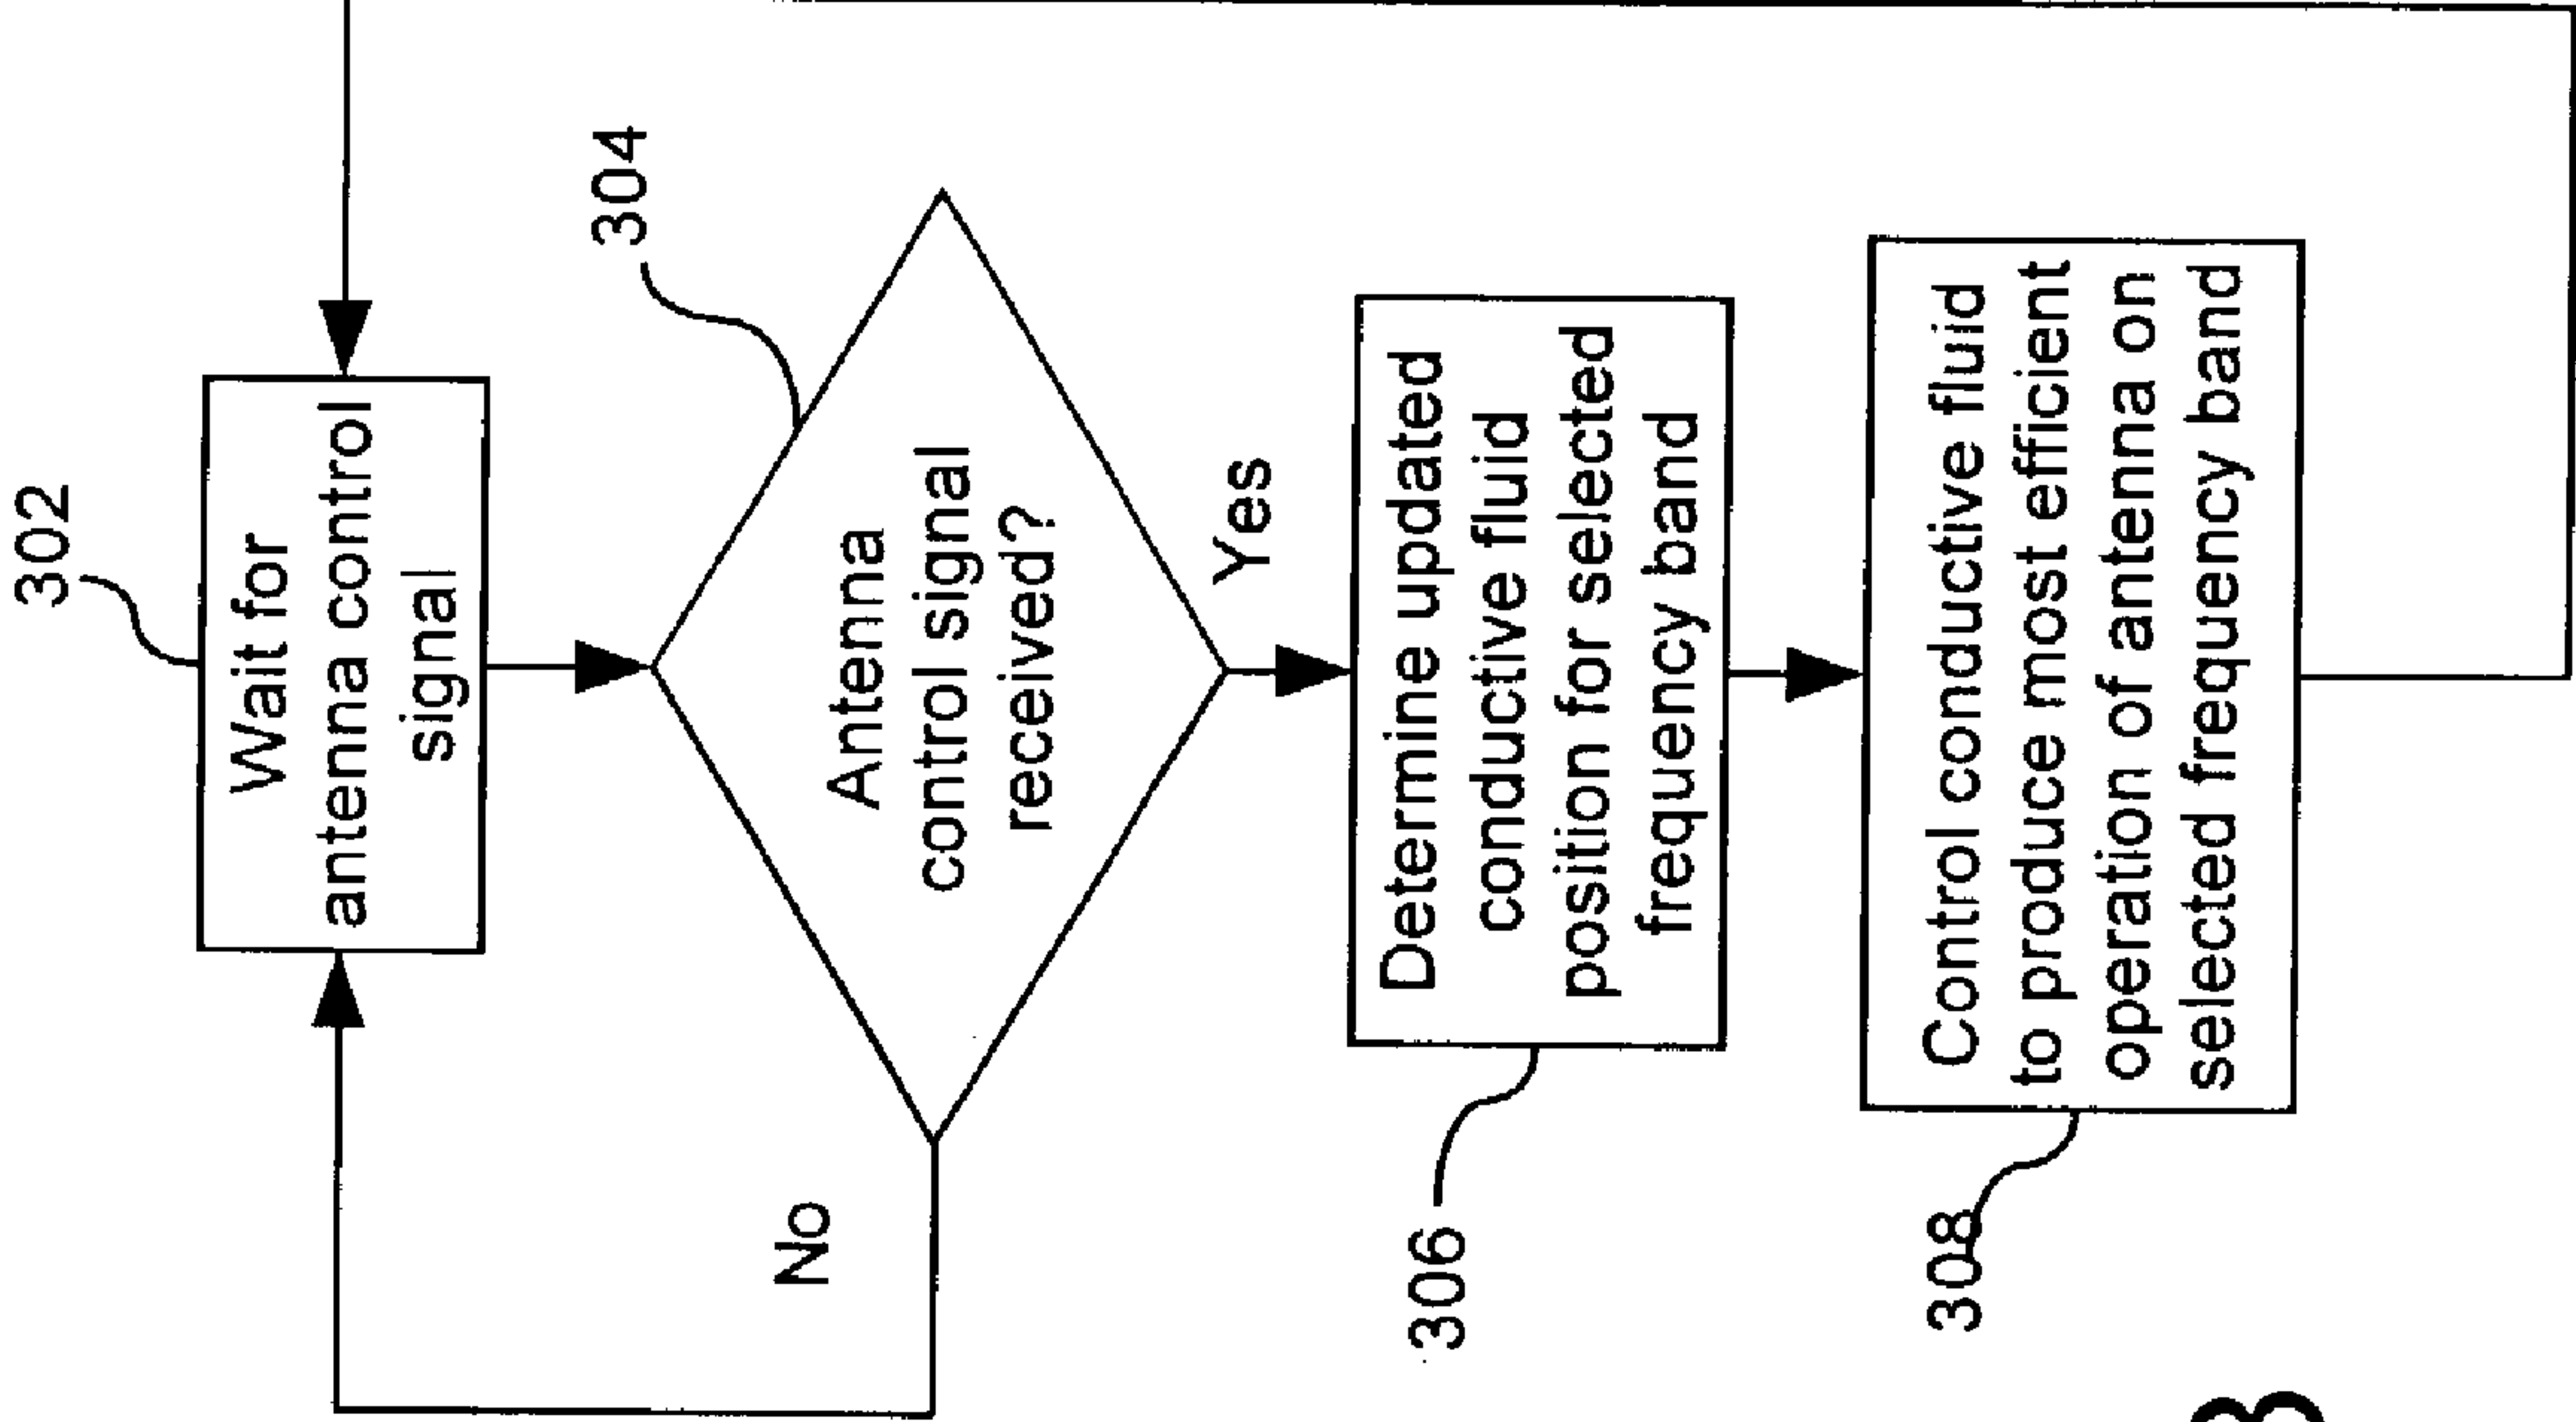 302
Wait for
antenna control
signal
304
Antenna
control signal
received?
No
Yes
306
Determine updated
conductive fluid
position for selected
frequency band
308
Control conductive fluid
to produce most efficient
operation of antenna on
selected frequency band
3